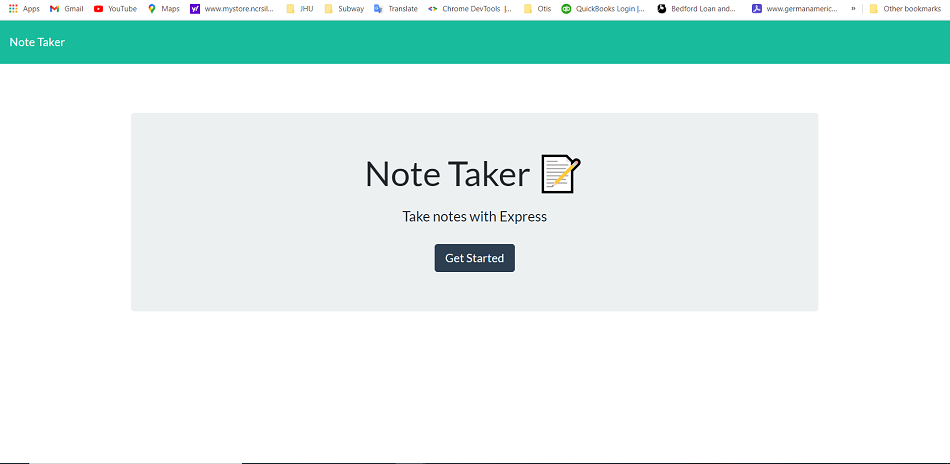 Apps Gmail YouTube Maps www.mystore.ncrsil... JHU Subway Translate Chrome DevTools |... Otis QuickBooks Login |... Bedford Loan and... www.germanameric... » Other bookmarks
Note Taker
Note Taker
Take notes with Express
Get Started